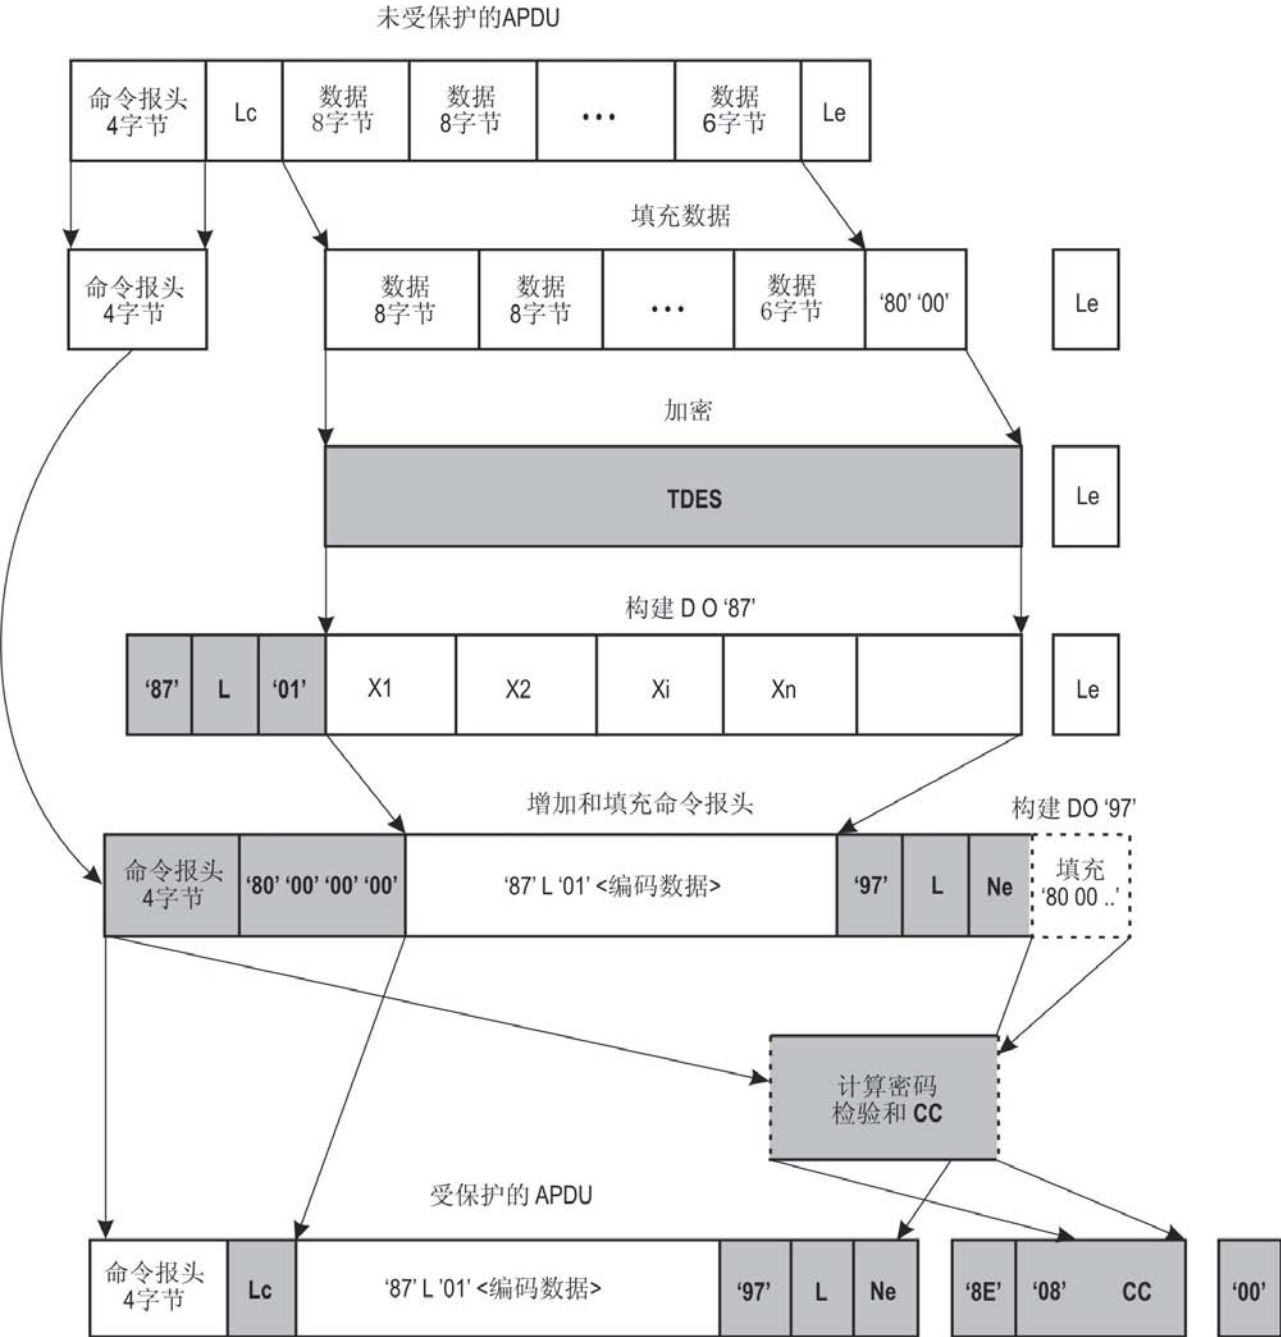 未受保护的APDU
命令报头 Lc 数据 数据 ··· 数据 Le
4字节 8字节 8字节 6字节
填充数据
命令报头 数据 数据 ··· 数据 '80' '00' Le
4字节 8字节 8字节 6字节
加密
TDES Le
构建 D O '87'
'87' L '01' X1 X2 Xi Xn Le
增加和填充命令报头 构建 DO '97'
命令报头 '80' '00' '00' '00' '87' L '01' <编码数据> '97' L Ne 填充
4字节 '80 00 ..'
计算密码
检验和 CC
受保护的 APDU
命令报头 Lc '87' L '01' <编码数据> '97' L Ne '8E' '08' CC '00'
4字节